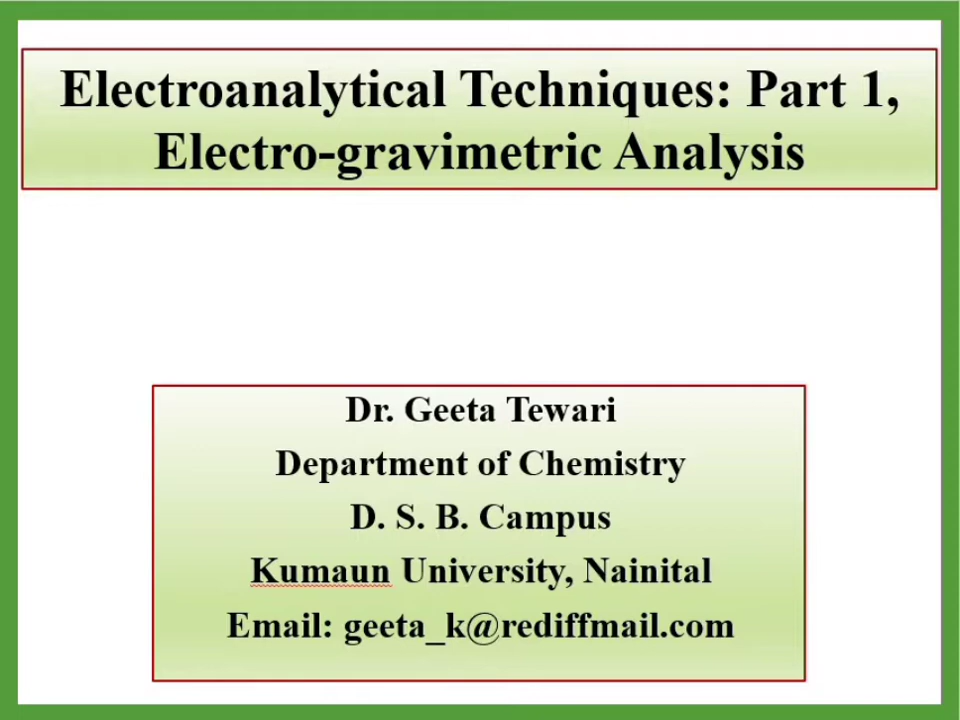 Electroanalytical Techniques: Part 1,
Electro-gravimetric Analysis
Dr. Geeta Tewari
Department of Chemistry
D. S. B. Campus
Kumaun University, Nainital
Email: geeta_k@rediffmail.com